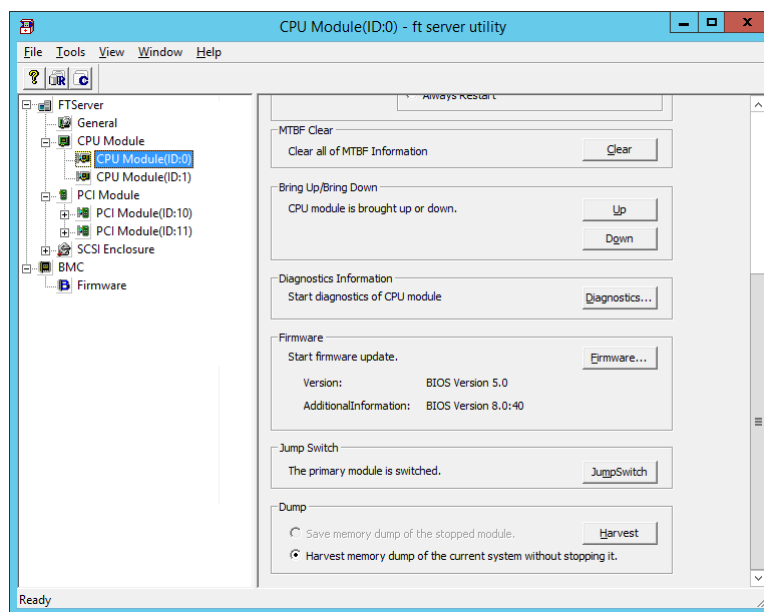 CPU Module(ID:0) - ft server utility
File Tools View Window Help
FTServer
General
CPU Module
CPU Module(ID:0)
CPU Module(ID:1)
PCI Module
PCI Module(ID:10)
PCI Module(ID:11)
SCSI Enclosure
BMC
Firmware
Always Restart
MTBF Clear
Clear all of MTBF Information
Clear
Bring Up/Bring Down
CPU module is brought up or down.
Up
Down
Diagnostics Information
Start diagnostics of CPU module
Diagnostics...
Firmware
Start firmware update.
Firmware...
Version: BIOS Version 5.0
AdditionalInformation: BIOS Version 8.0:40
Jump Switch
The primary module is switched.
JumpSwitch
Dump
Save memory dump of the stopped module.
Harvest
Harvest memory dump of the current system without stopping it.
Ready